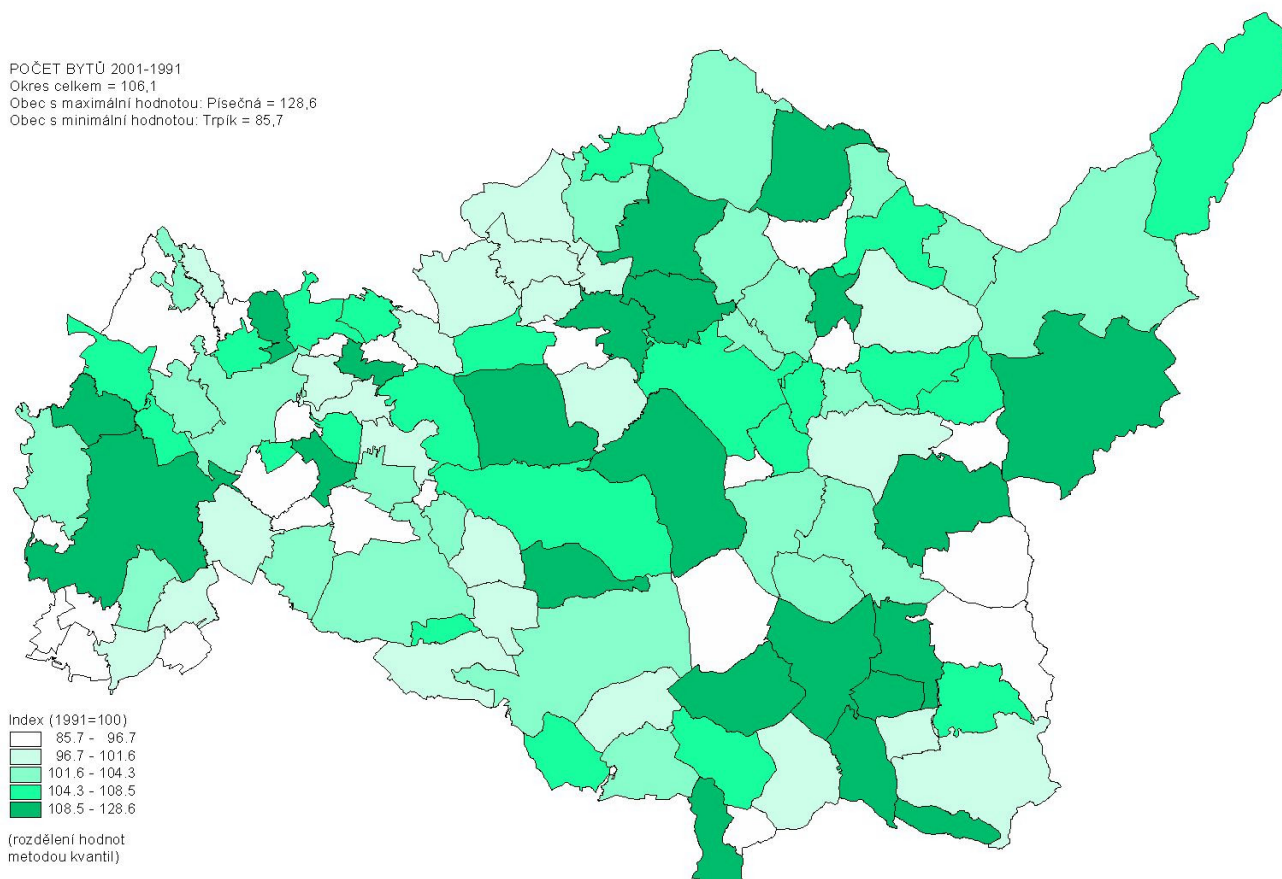 POČET BYTŮ 2001-1991
Okres celkem = 106,1
Obec s maximální hodnotou: Písečná = 128,6
Obec s minimální hodnotou: Trpík = 85,7
Index (1991=100)
85.7 - 96.7
96.7 - 101.6
101.6 - 104.3
104.3 - 108.5
108.5 - 128.6
(rozdělení hodnot
metodou kvantil)